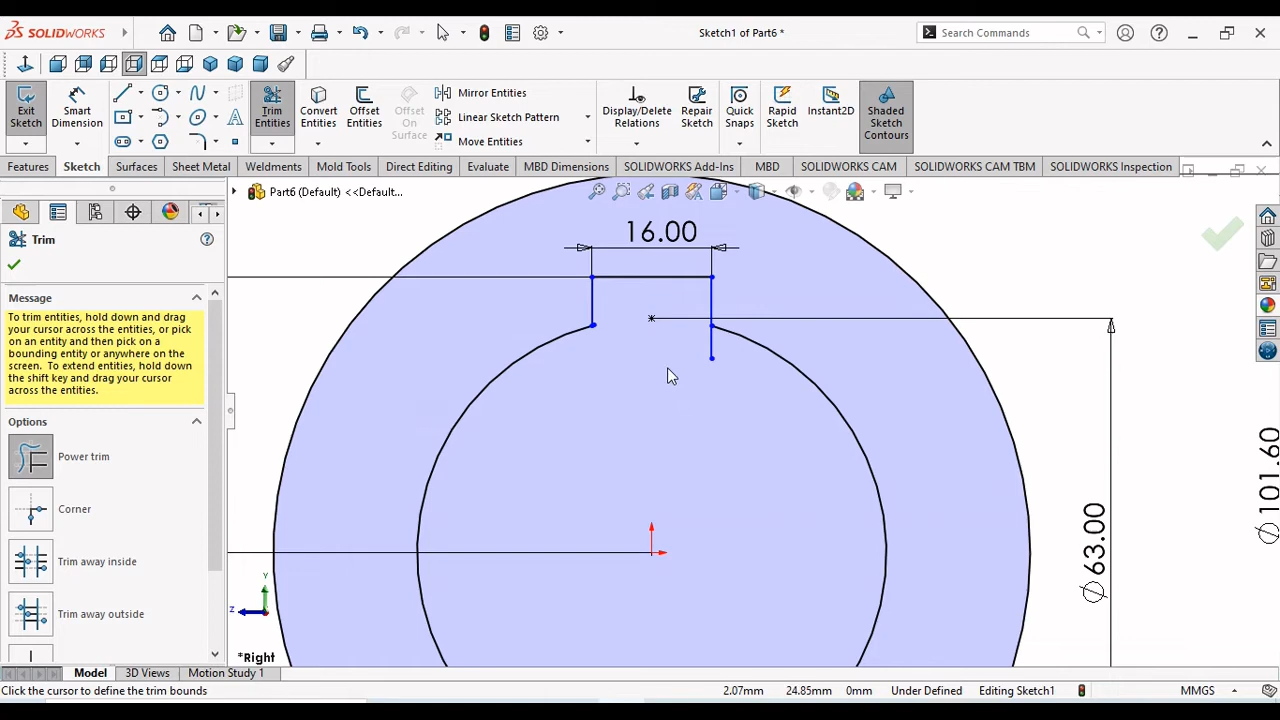 SOLIDWORKS
Sketch1 of Part6 *
Search Commands
Exit Sketch
Smart Dimension
Trim Entities
Convert Entities
Offset Entities
Offset On Surface
Mirror Entities
Linear Sketch Pattern
Move Entities
Display/Delete Relations
Repair Sketch
Quick Snaps
Rapid Sketch
Instant2D
Shaded Sketch Contours
Features
Sketch
Surfaces
Sheet Metal
Weldments
Mold Tools
Direct Editing
Evaluate
MBD Dimensions
SOLIDWORKS Add-Ins
MBD
SOLIDWORKS CAM
SOLIDWORKS CAM TBM
SOLIDWORKS Inspection
Part6 (Default) <<Default...
Trim
Message
To trim entities, hold down and drag
your cursor across the entities, or pick
on an entity and then pick on a
bounding entity or anywhere on the
screen. To extend entities, hold down
the shift key and drag your cursor
across the entities.
Options
Power trim
Corner
Trim away inside
Trim away outside
16.00
⌀ 63.00
⌀ 101.60
Y
Z
*Right
Model
3D Views
Motion Study 1
Click the cursor to define the trim bounds
2.07mm
24.85mm
0mm
Under Defined
Editing Sketch1
MMGS